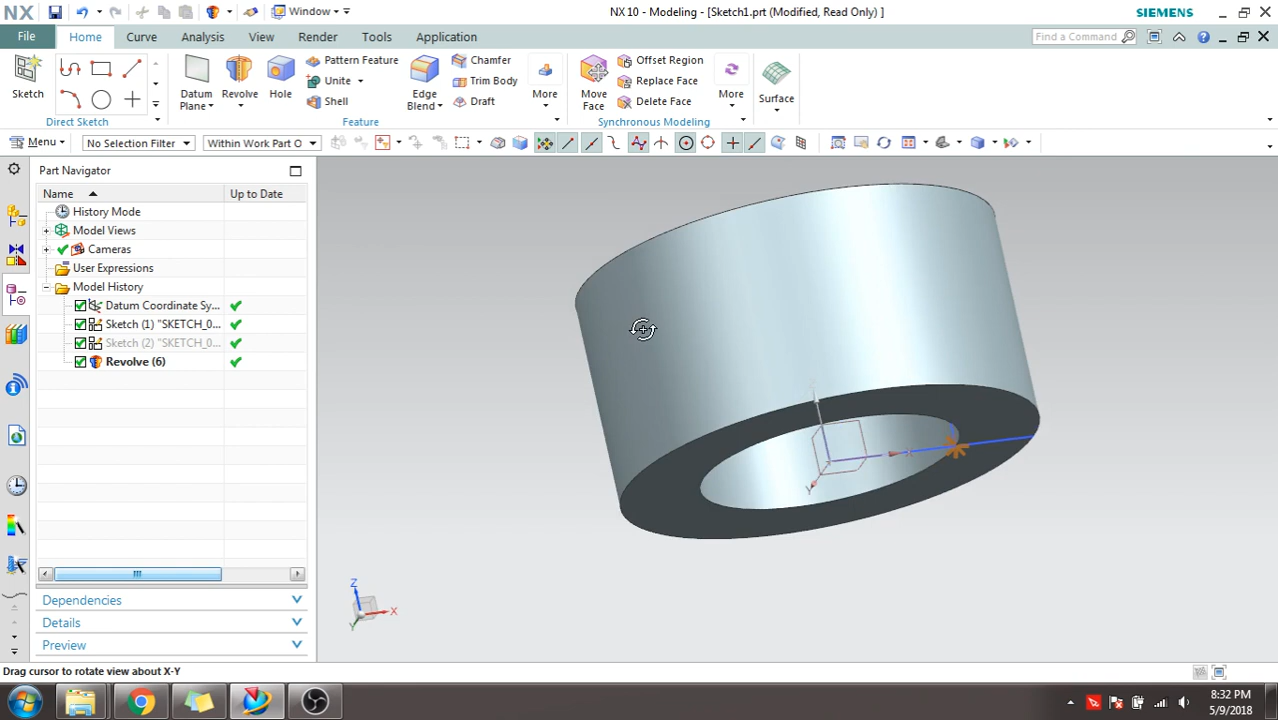 NX
Window
NX 10 - Modeling - [Sketch1.prt (Modified, Read Only) ]
SIEMENS
File
Home
Curve
Analysis
View
Render
Tools
Application
Find a Command
Sketch
Direct Sketch
Datum
Plane
Revolve
Hole
Pattern Feature
Unite
Shell
Edge
Blend
Chamfer
Trim Body
Draft
More
Feature
Move
Face
Offset Region
Replace Face
Delete Face
More
Synchronous Modeling
Surface
Menu
No Selection Filter
Within Work Part O
Part Navigator
Name
Up to Date
History Mode
Model Views
Cameras
User Expressions
Model History
Datum Coordinate Sy...
Sketch (1) "SKETCH_0...
Sketch (2) "SKETCH_0...
Revolve (6)
Dependencies
Details
Preview
Y
Z
X
Y
Drag cursor to rotate view about X-Y
8:32 PM
5/9/2018